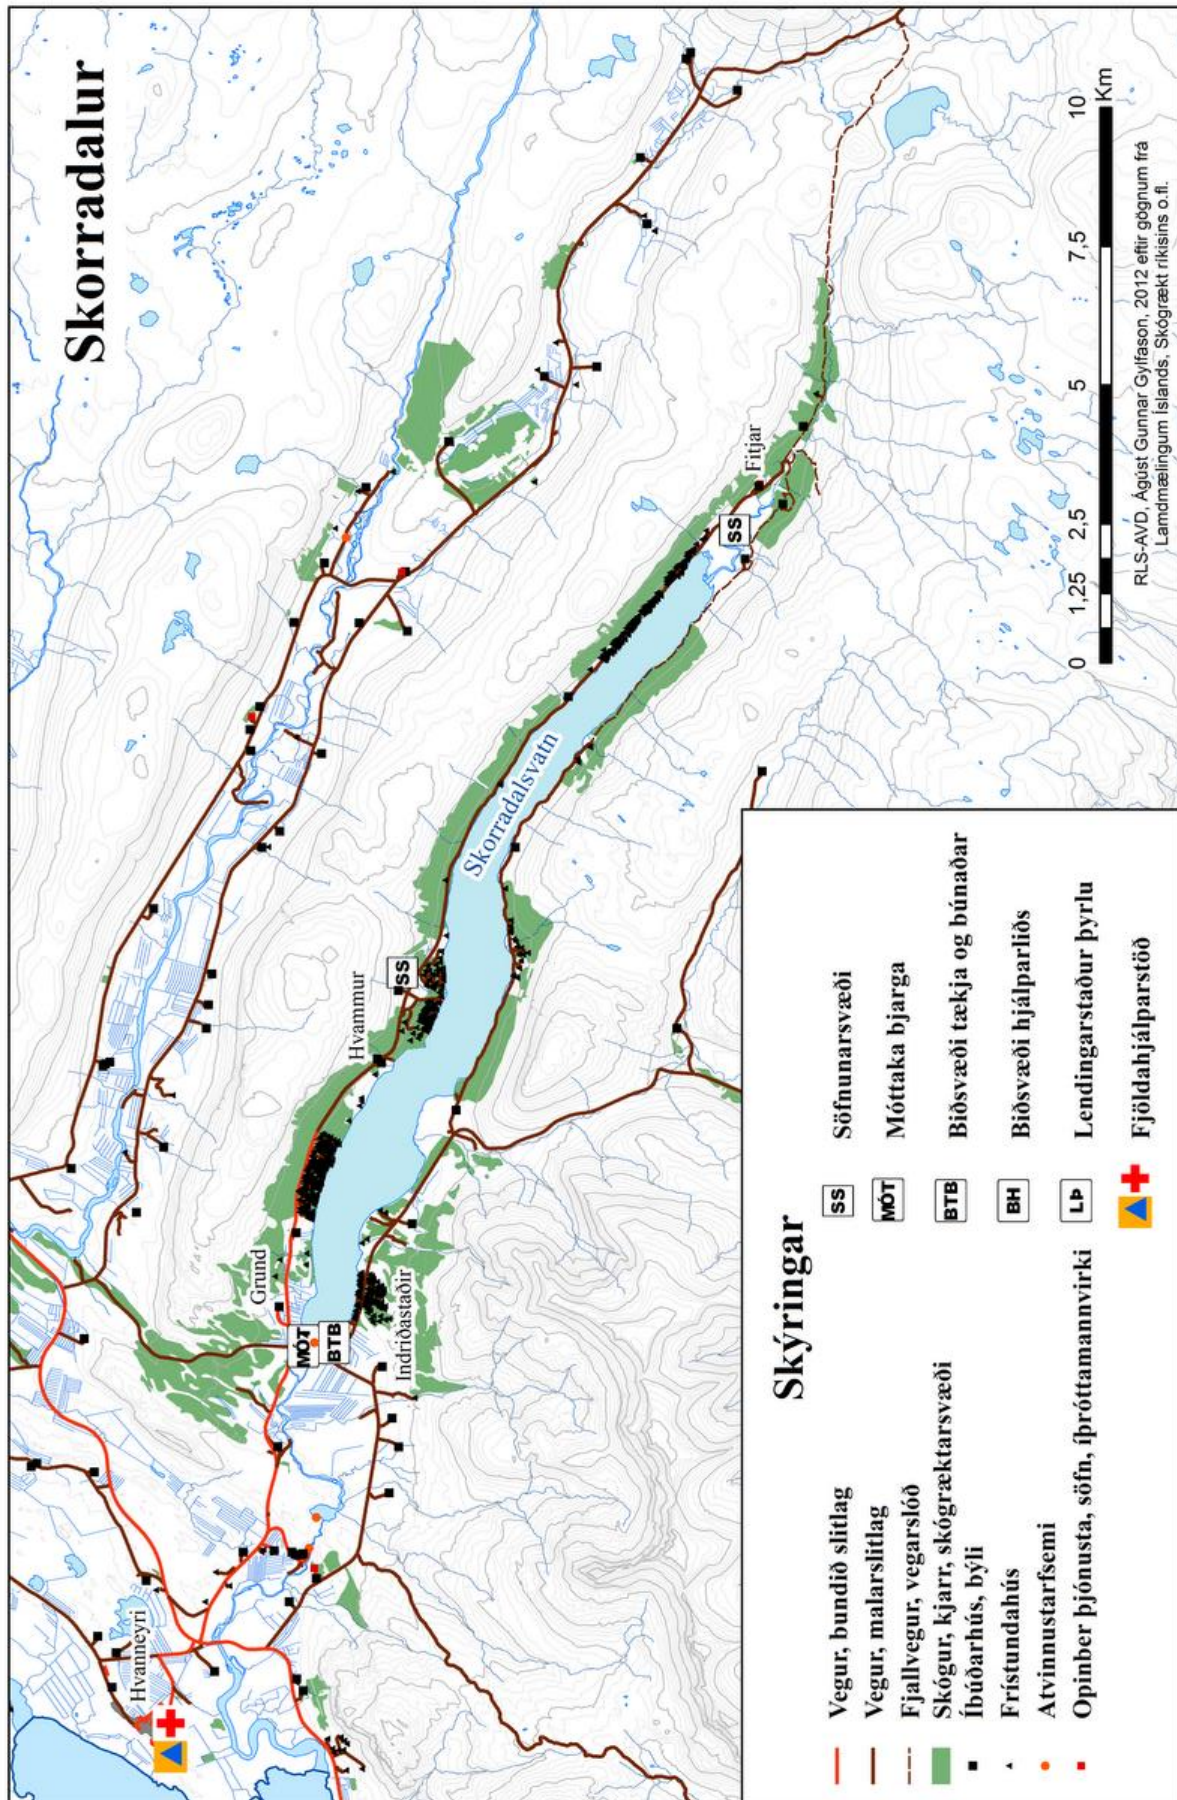 Skorradalur
Hvanneyri
Grund
Hvammur
Indriðastaðir
Skorradalsvatn
Fitjar
MÓT
BTB
SS
SS
0 1,25 2,5 5 7,5 10
Km
RLS-AVD, Ágúst Gunnar Gylfason, 2012 eftir gögnum frá
Lamdmælingum Íslands, Skógrækt ríkisins o.fl.
Skýringar
Vegur, bundið slitlag
Vegur, malarslitlag
Fjallvegur, vegarslóð
Skógur, kjarr, skógræktarsvæði
Íbúðarhús, býli
Frístundahús
Atvinnustarfsemi
Opinber þjónusta, söfn, íþróttamannvirki
SS Söfnunarsvæði
MÓT Móttaka bjarga
BTB Biðsvæði tækja og búnaðar
BH Biðsvæði hjálparliðs
LÞ Lendingarstaður þyrlu
Fjöldahjálparstöð